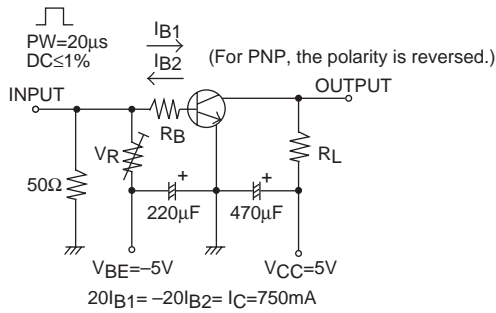 PW=20μs
DC≤1%
IB1
IB2
(For PNP, the polarity is reversed.)
INPUT
OUTPUT
RB
VR
RL
50Ω
220μF
470μF
+
+
VBE=–5V
VCC=5V
20IB1= –20IB2= IC=750mA